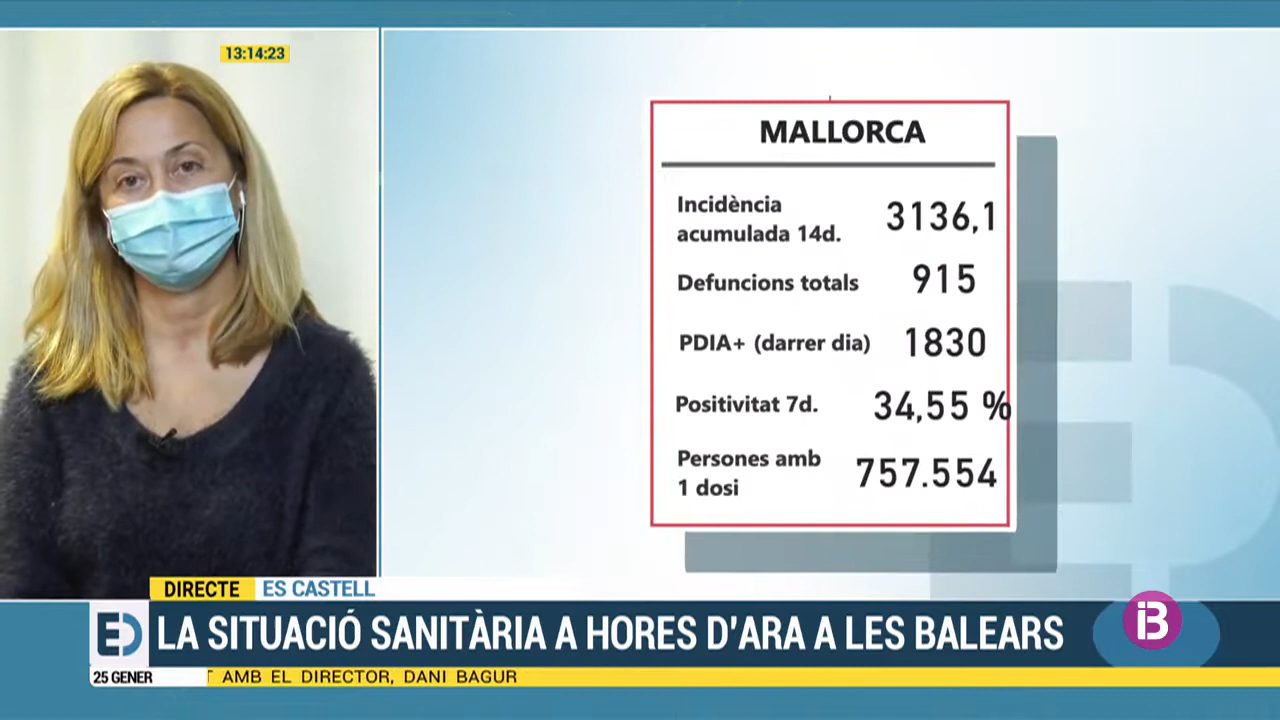 13:14:23
MALLORCA
Incidència
acumulada 14d.
3136,1
Defuncions totals
915
PDIA+ (darrer dia)
1830
Positivitat 7d.
34,55 %
Persones amb
1 dosi
757.554
DIRECTE
ES CASTELL
ED
LA SITUACIÓ SANITÀRIA A HORES D'ARA A LES BALEARS
IB
25 GENER
T AMB EL DIRECTOR, DANI BAGUR